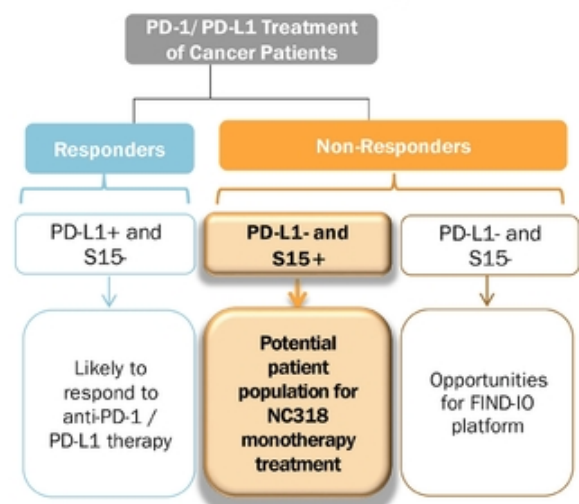 PD-1/ PD-L1 Treatment
of Cancer Patients
Responders
Non-Responders
PD-L1+ and
S15-
PD-L1- and
S15+
PD-L1- and
S15-
Likely to
respond to
anti-PD-1 /
PD-L1 therapy
Potential
patient
population for
NC318
monotherapy
treatment
Opportunities
for FIND-IO
platform